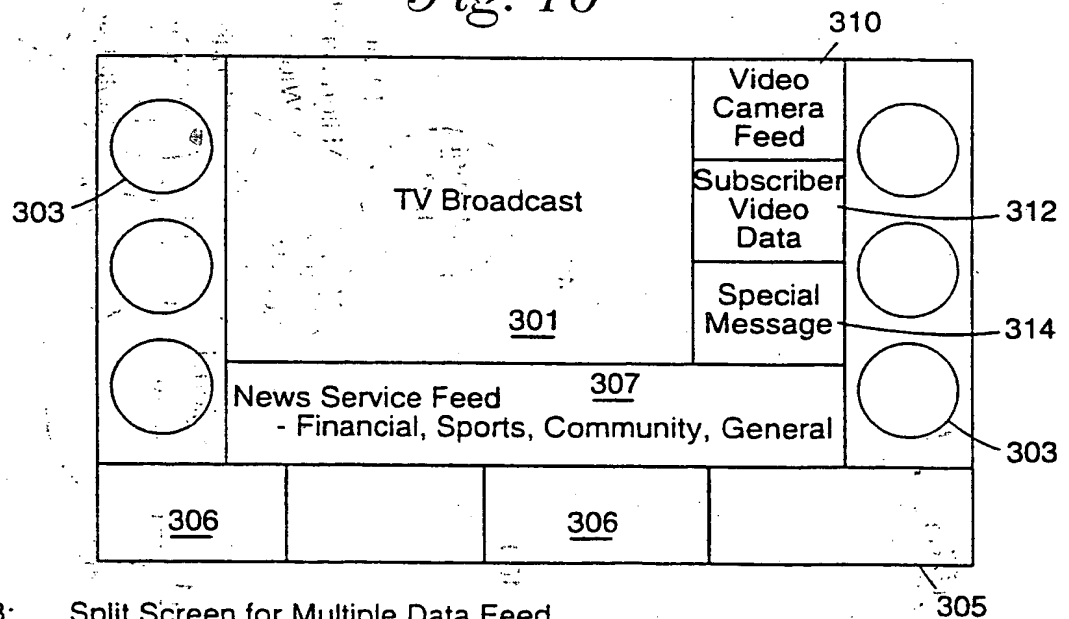 310
Video
Camera
Feed
303
TV Broadcast
Subscriber
Video
Data
312
301
Special
Message
314
307
News Service Feed
- Financial, Sports, Community, General
303
306
306
305
Split Screen for Multiple Data Feed